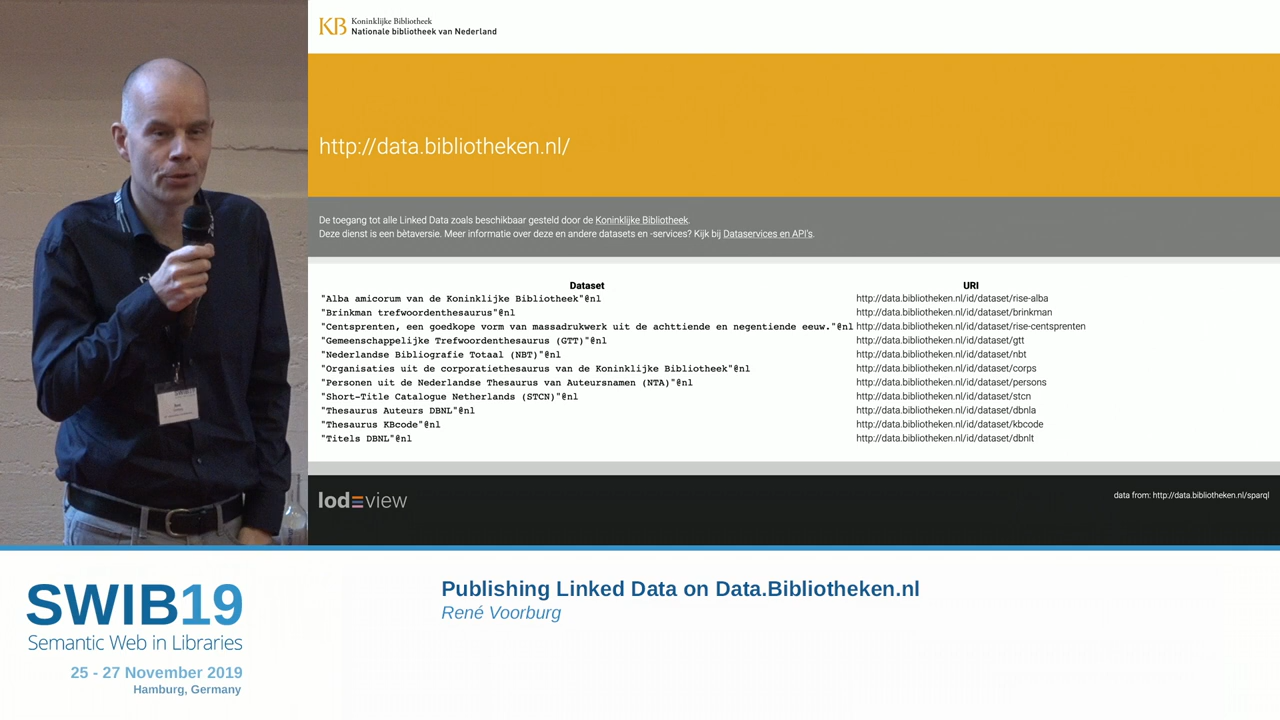 KB Koninklijke Bibliotheek
Nationale bibliotheek van Nederland
http://data.bibliotheken.nl/
De toegang tot alle Linked Data zoals beschikbaar gesteld door de Koninklijke Bibliotheek.
Deze dienst is een bètaversie. Meer informatie over deze en andere datasets en -services? Kijk bij Dataservices en API's.
Dataset URI
"Alba amicorum van de Koninklijke Bibliotheek"@nl http://data.bibliotheken.nl/id/dataset/rise-alba
"Brinkman trefwoordenthesaurus"@nl http://data.bibliotheken.nl/id/dataset/brinkman
"Centsprenten, een goedkope vorm van massadrukwerk uit de achttiende en negentiende eeuw."@nl http://data.bibliotheken.nl/id/dataset/rise-centsprenten
"Gemeenschappelijke Trefwoordenthesaurus (GTT)"@nl http://data.bibliotheken.nl/id/dataset/gtt
"Nederlandse Bibliografie Totaal (NBT)"@nl http://data.bibliotheken.nl/id/dataset/nbt
"Organisaties uit de corporatiethesaurus van de Koninklijke Bibliotheek"@nl http://data.bibliotheken.nl/id/dataset/corps
"Personen uit de Nederlandse Thesaurus van Auteursnamen (NTA)"@nl http://data.bibliotheken.nl/id/dataset/persons
"Short-Title Catalogue Netherlands (STCN)"@nl http://data.bibliotheken.nl/id/dataset/stcn
"Thesaurus Auteurs DBNL"@nl http://data.bibliotheken.nl/id/dataset/dbnla
"Thesaurus KBcode"@nl http://data.bibliotheken.nl/id/dataset/kbcode
"Titels DBNL"@nl http://data.bibliotheken.nl/id/dataset/dbnlt
lodview data from: http://data.bibliotheken.nl/sparql
SWIB19
Semantic Web in Libraries
25 - 27 November 2019
Hamburg, Germany
Publishing Linked Data on Data.Bibliotheken.nl
René Voorburg